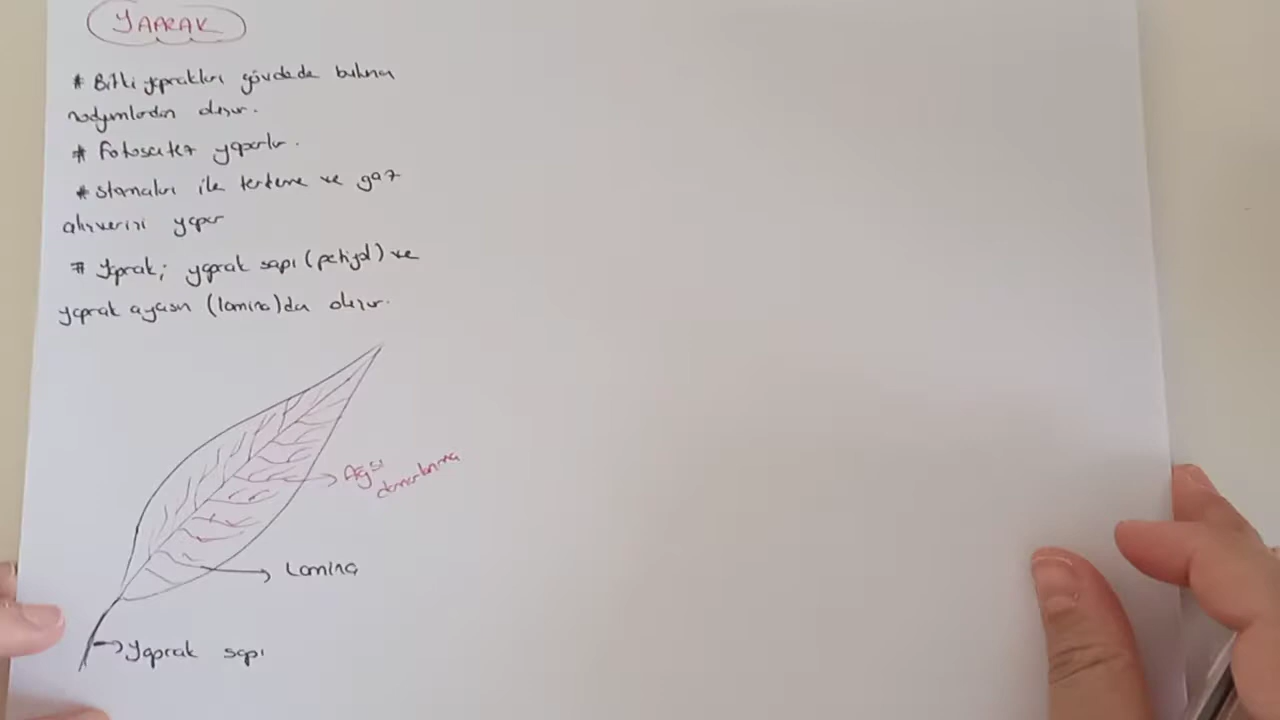 YAPRAK
* Bitki yaprakları gövdede bulunan
nodyumlardan oluşur.
* Fotosentez yaparlar.
* Stomaları ile terleme ve gaz
alışverişi yapar
* Yaprak; yaprak sapı (petiyol) ve
yaprak ayasın (lamina)dan oluşur.
Ağsı
damarlanma
Lamina
Yaprak sapı